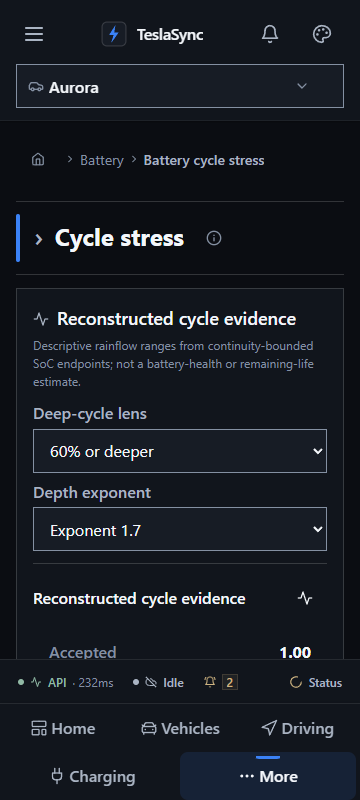 TeslaSync
Aurora
Battery
Battery cycle stress
Cycle stress
Reconstructed cycle evidence
Descriptive rainflow ranges from continuity-bounded
SoC endpoints; not a battery-health or remaining-life
estimate.
Deep-cycle lens
60% or deeper
Depth exponent
Exponent 1.7
Reconstructed cycle evidence
Accepted 1.00
API · 232ms Idle 2 Status
Home Vehicles Driving
Charging More